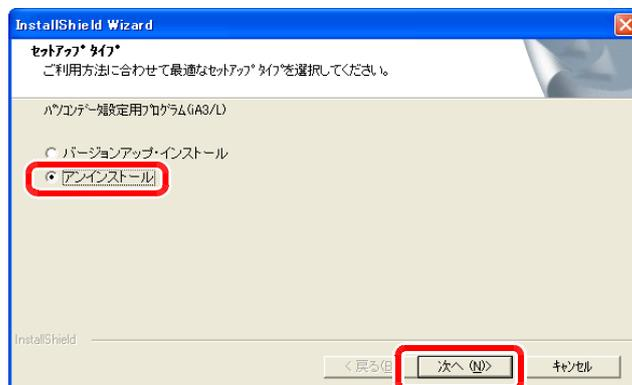 InstallShield Wizard
セットアップ タイプ
ご利用方法に合わせて最適なセットアップ タイプを選択してください。
パソコンデータ設定用プログラム(iA3/L)
バージョンアップ・インストール
アンインストール
InstallShield
< 戻る(B
次へ (N)>
キャンセル